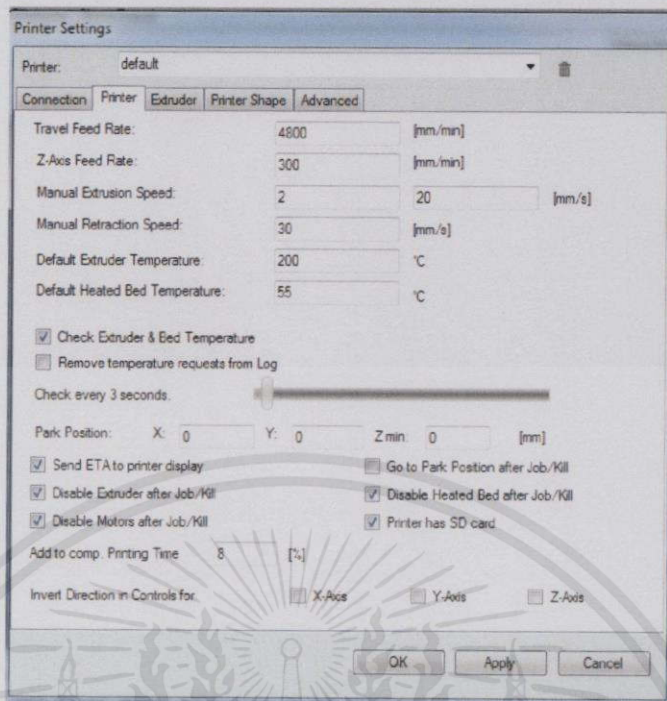 Printer Settings
Printer: default
Connection Printer Extruder Printer Shape Advanced
Travel Feed Rate: 4800 [mm/min]
Z-Axis Feed Rate: 300 [mm/min]
Manual Extrusion Speed: 2 20 [mm/s]
Manual Retraction Speed: 30 [mm/s]
Default Extruder Temperature: 200 °C
Default Heated Bed Temperature: 55 °C
Check Extruder & Bed Temperature
Remove temperature requests from Log
Check every 3 seconds.
Park Position: X: 0 Y: 0 Z min: 0 [mm]
Send ETA to printer display Go to Park Postion after Job/Kill
Disable Extruder after Job/Kill Disable Heated Bed after Job/Kill
Disable Motors after Job/Kill Printer has SD card
Add to comp. Printing Time 8 [%]
Invert Direction in Controls for X-Axis Y-Axis Z-Axis
OK Apply Cancel